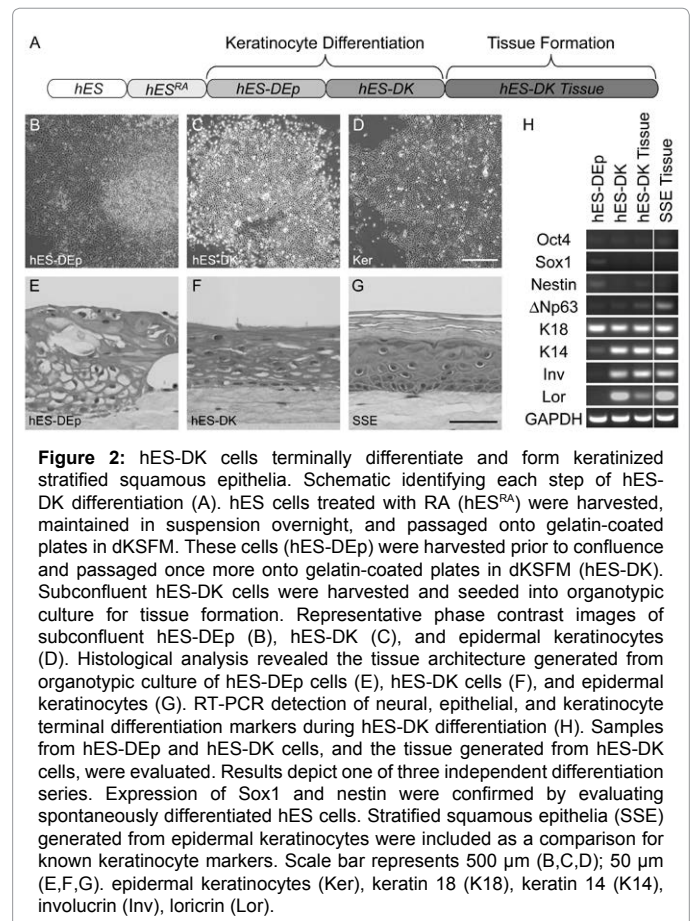 A
Keratinocyte Differentiation
Tissue Formation
hES
hES^RA
hES-DEp
hES-DK
hES-DK Tissue
B
hES-DEp
C
hES-DK
D
Ker
E
hES-DEp
F
hES-DK
G
SSE
H
hES-DEp
hES-DK
hES-DK Tissue
SSE Tissue
Oct4
Sox1
Nestin
ΔNp63
K18
K14
Inv
Lor
GAPDH
Figure 2: hES-DK cells terminally differentiate and form keratinized
stratified squamous epithelia. Schematic identifying each step of hES-
DK differentiation (A). hES cells treated with RA (hES^RA) were harvested,
maintained in suspension overnight, and passaged onto gelatin-coated
plates in dKSFM. These cells (hES-DEp) were harvested prior to confluence
and passaged once more onto gelatin-coated plates in dKSFM (hES-DK).
Subconfluent hES-DK cells were harvested and seeded into organotypic
culture for tissue formation. Representative phase contrast images of
subconfluent hES-DEp (B), hES-DK (C), and epidermal keratinocytes
(D). Histological analysis revealed the tissue architecture generated from
organotypic culture of hES-DEp cells (E), hES-DK cells (F), and epidermal
keratinocytes (G). RT-PCR detection of neural, epithelial, and keratinocyte
terminal differentiation markers during hES-DK differentiation (H). Samples
from hES-DEp and hES-DK cells, and the tissue generated from hES-DK
cells, were evaluated. Results depict one of three independent differentiation
series. Expression of Sox1 and nestin were confirmed by evaluating
spontaneously differentiated hES cells. Stratified squamous epithelia (SSE)
generated from epidermal keratinocytes were included as a comparison for
known keratinocyte markers. Scale bar represents 500 µm (B,C,D); 50 µm
(E,F,G). epidermal keratinocytes (Ker), keratin 18 (K18), keratin 14 (K14),
involucrin (Inv), loricrin (Lor).